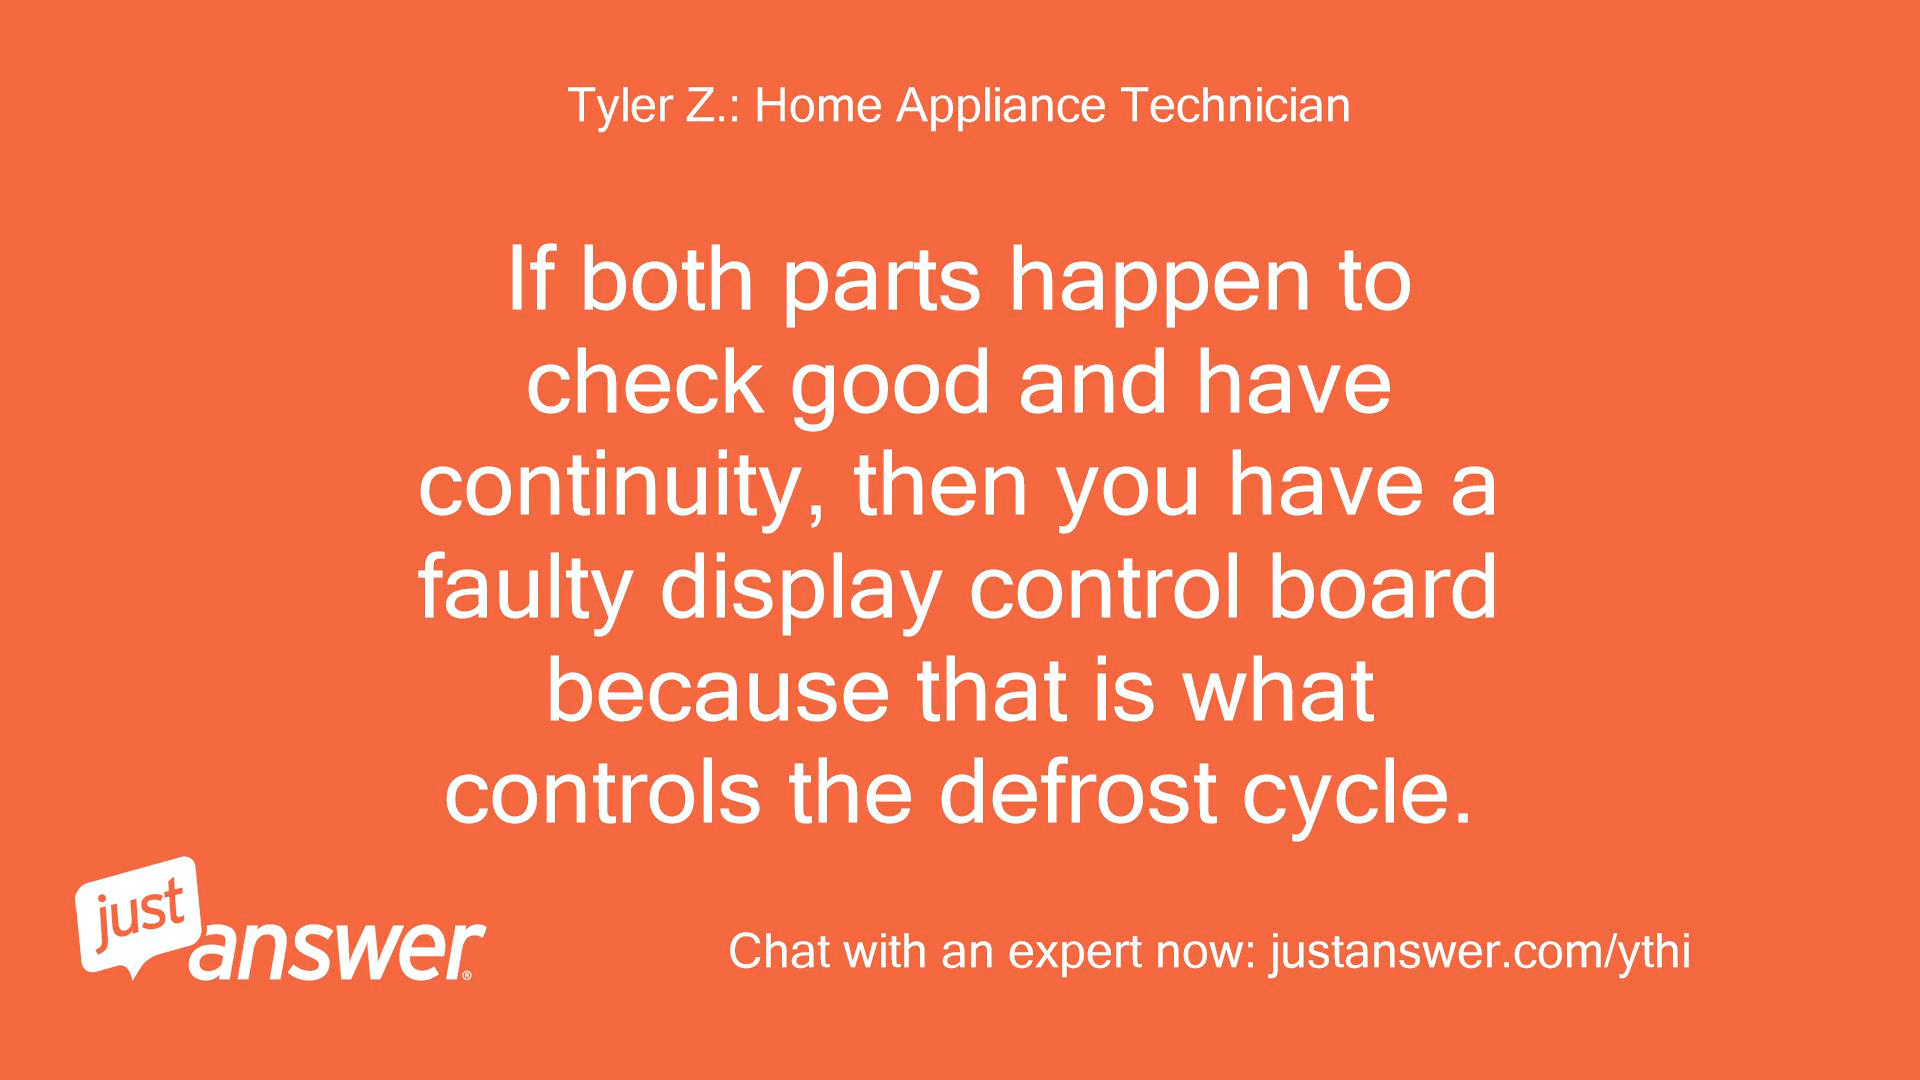 Tyler Z.: Home Appliance Technician
If both parts happen to
check good and have
continuity, then you have a
faulty display control board
because that is what
controls the defrost cycle.
just
answer®
Chat with an expert now: justanswer.com/ythi